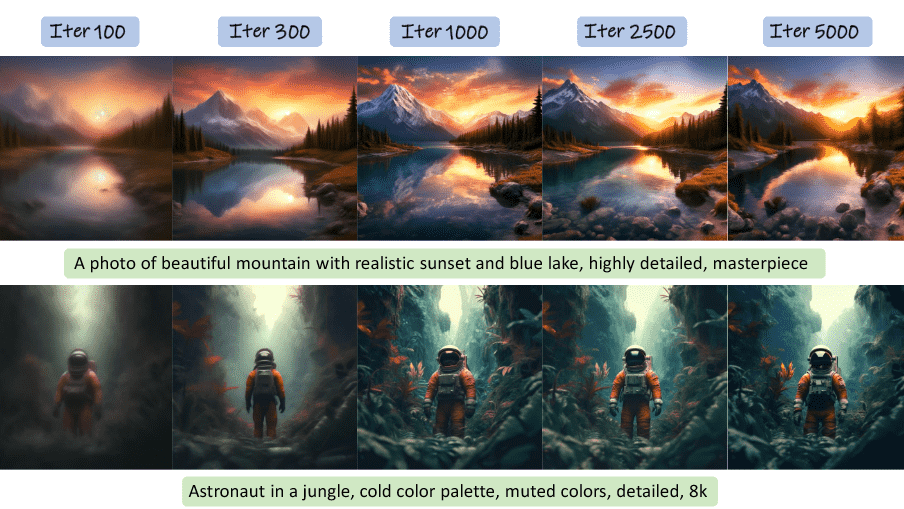 Iter 100
Iter 300
Iter 1000
Iter 2500
Iter 5000
A photo of beautiful mountain with realistic sunset and blue lake, highly detailed, masterpiece
Astronaut in a jungle, cold color palette, muted colors, detailed, 8k